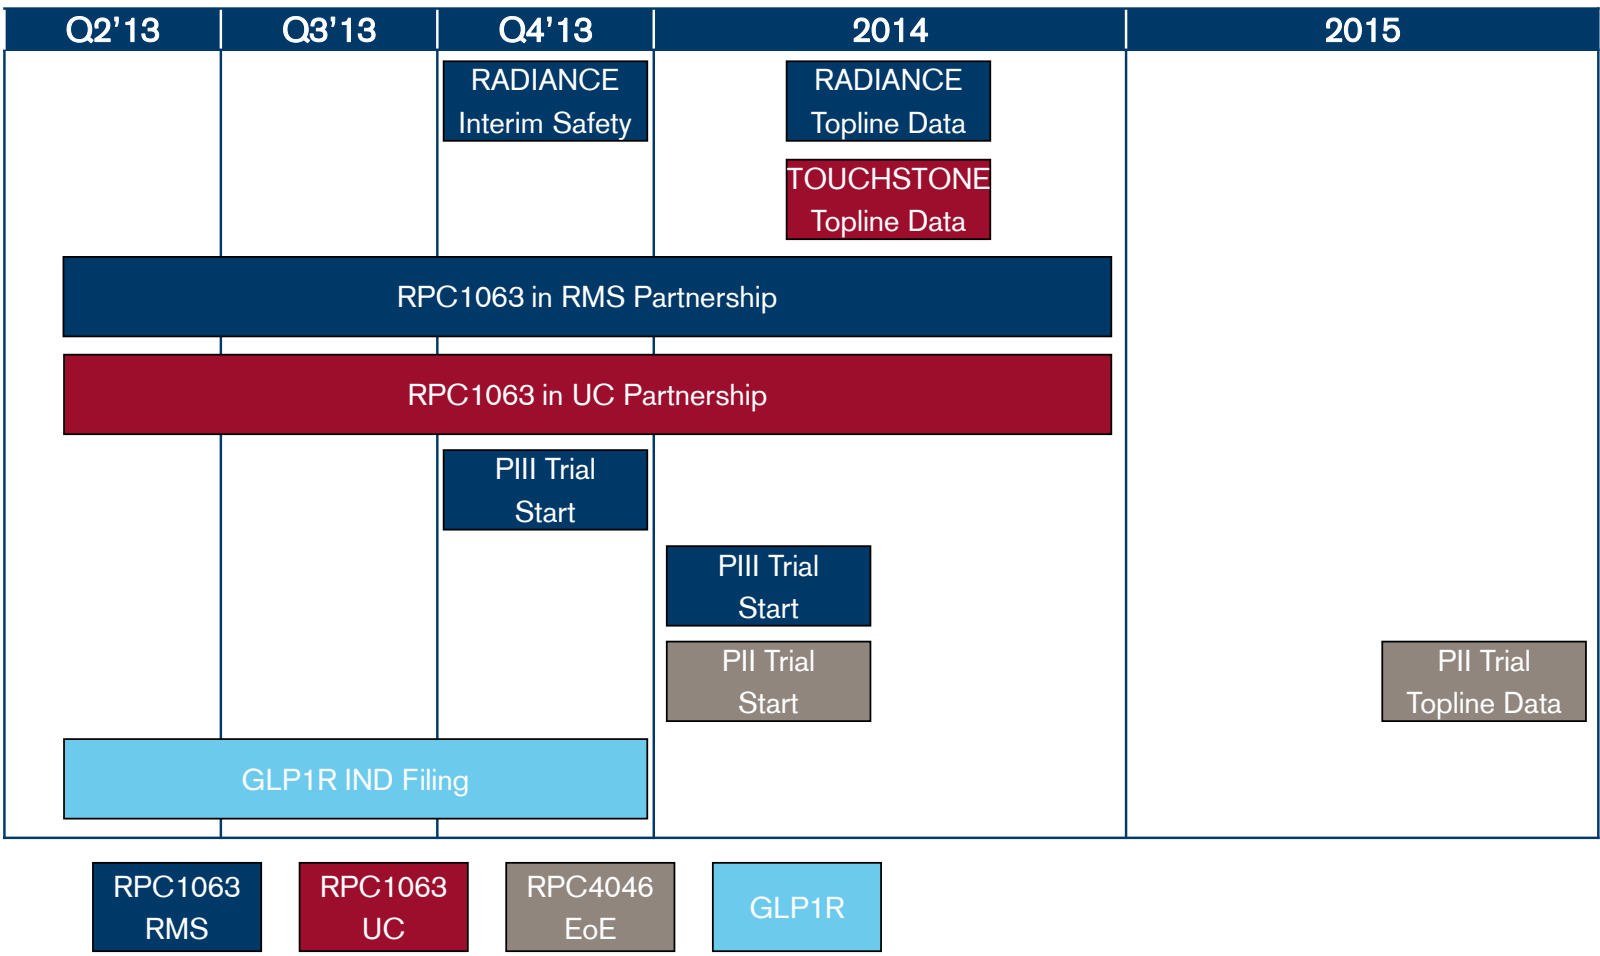 Q2’13 Q3’13 Q4’13 2014 2015
RADIANCE
Interim Safety
RADIANCE
Topline Data
TOUCHSTONE
Topline Data
RPC1063 in RMS Partnership
RPC1063 in UC Partnership
PIII Trial
Start
PIII Trial
Start
PII Trial
Start
PII Trial
Topline Data
GLP1R IND Filing
RPC1063
RMS
RPC1063
UC
RPC4046
EoE
GLP1R